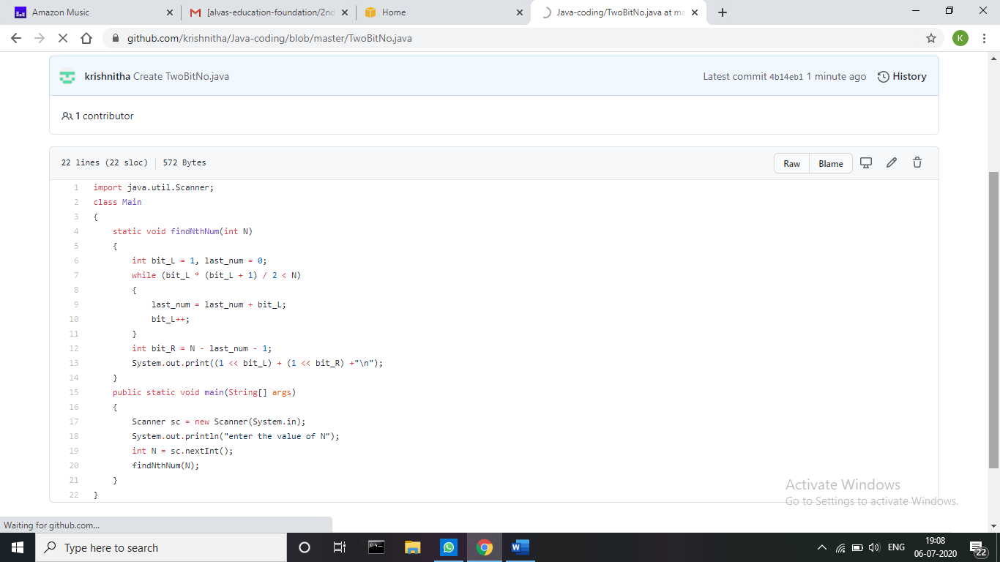 Amazon Music
[alvas-education-foundation/2nd
Home
Java-coding/TwoBitNo.java at ma
github.com/krishnitha/Java-coding/blob/master/TwoBitNo.java
K
krishnitha Create TwoBitNo.java
Latest commit 4b14eb1 1 minute ago
History
1 contributor
22 lines (22 sloc)
572 Bytes
Raw
Blame
1 import java.util.Scanner;
2 class Main
3 {
4 static void findNthNum(int N)
5 {
6 int bit_L = 1, last_num = 0;
7 while (bit_L * (bit_L + 1) / 2 < N)
8 {
9 last_num = last_num + bit_L;
10 bit_L++;
11 }
12 int bit_R = N - last_num - 1;
13 System.out.print((1 << bit_L) + (1 << bit_R) +"\n");
14 }
15 public static void main(String[] args)
16 {
17 Scanner sc = new Scanner(System.in);
18 System.out.println("enter the value of N");
19 int N = sc.nextInt();
20 findNthNum(N);
21 }
22 }
Activate Windows
Go to Settings to activate Windows.
Waiting for github.com...
Type here to search
W
ENG
19:08
06-07-2020
22